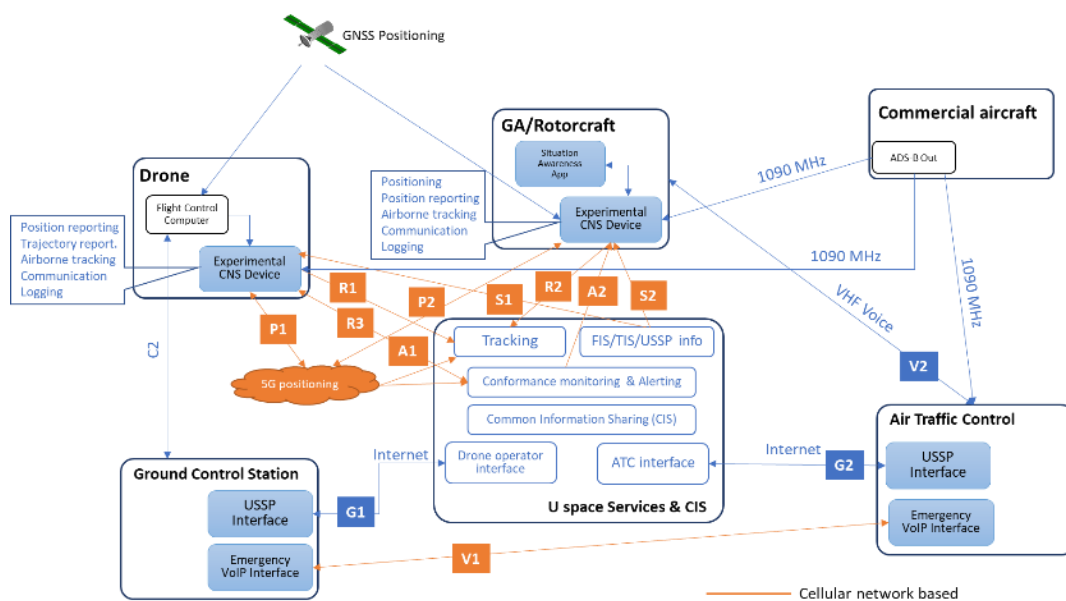 GNSS Positioning
GA/Rotorcraft
Situation
Awareness
App
Experimental
CNS Device
Positioning
Position reporting
Airborne tracking
Communication
Logging
Commercial aircraft
ADS-B Out
1090 MHz
Drone
Flight Control
Computer
Experimental
CNS Device
Position reporting
Trajectory report.
Airborne tracking
Communication
Logging
1090 MHz
1090 MHz
VHF Voice
C2
R1
P2
S1
R2
A2
S2
P1
R3
A1
V2
5G positioning
Tracking
FIS/TIS/USSP info
Conformance monitoring & Alerting
Common Information Sharing (CIS)
Drone operator
interface
ATC interface
U space Services & CIS
Internet
G1
Internet
G2
Ground Control Station
USSP
Interface
Emergency
VoIP Interface
Air Traffic Control
USSP
Interface
Emergency
VoIP Interface
V1
Cellular network based